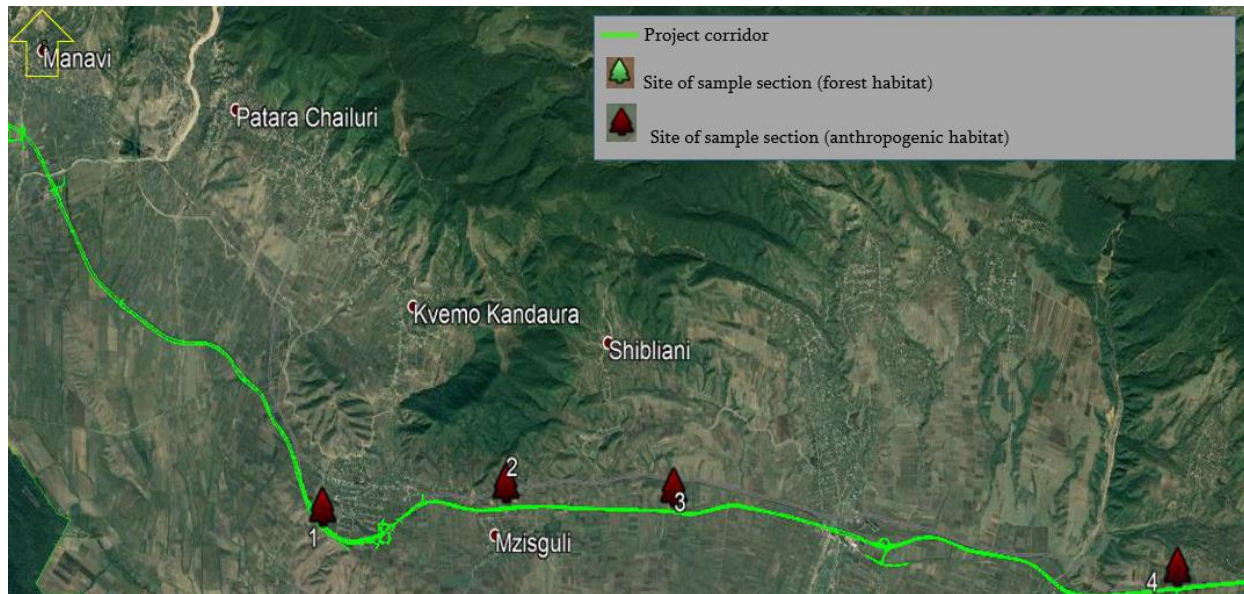 Project corridor
Site of sample section (forest habitat)
Site of sample section (anthropogenic habitat)
Manavi
Patara Chailuri
Kvemo Kandaura
Shibliani
2
3
1
Mzisguli
4